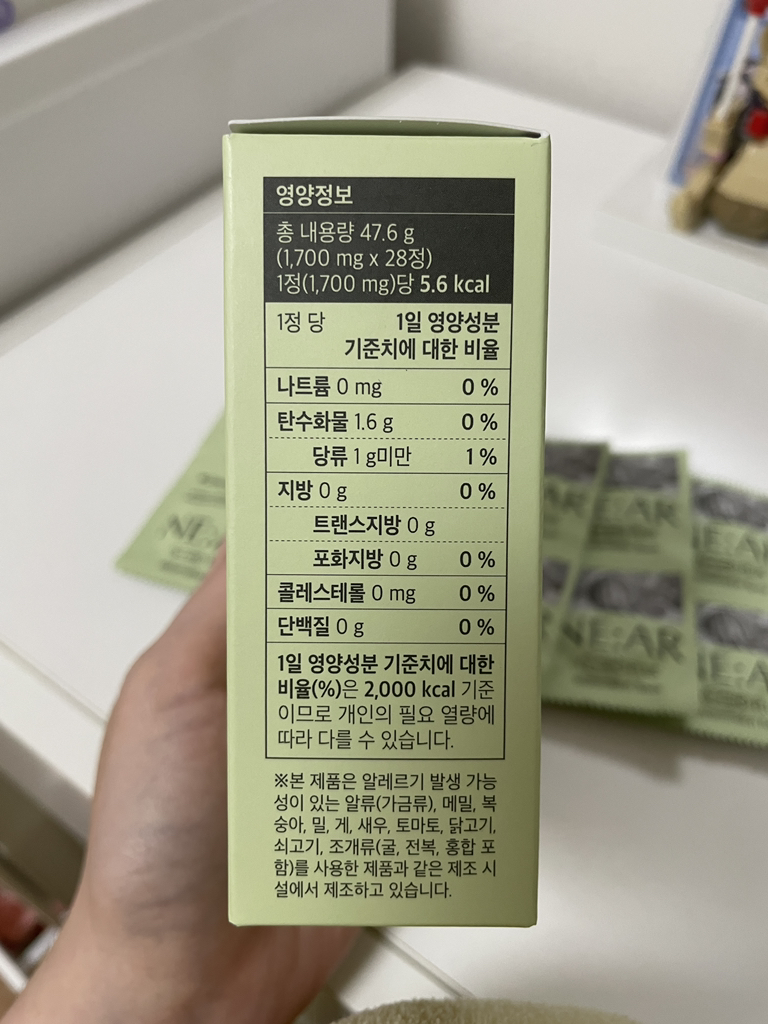 영양정보
총 내용량 47.6 g
(1,700 mg x 28정)
1정(1,700 mg)당 5.6 kcal
1정 당 1일 영양성분
기준치에 대한 비율
나트륨 0 mg 0 %
탄수화물 1.6 g 0 %
당류 1 g미만 1 %
지방 0 g 0 %
트랜스지방 0 g
포화지방 0 g 0 %
콜레스테롤 0 mg 0 %
단백질 0 g 0 %
1일 영양성분 기준치에 대한
비율(%)은 2,000 kcal 기준
이므로 개인의 필요 열량에
따라 다를 수 있습니다.
※본 제품은 알레르기 발생 가능
성이 있는 알류(가금류), 메밀, 복
숭아, 밀, 게, 새우, 토마토, 닭고기,
쇠고기, 조개류(굴, 전복, 홍합 포
함)를 사용한 제품과 같은 제조 시
설에서 제조하고 있습니다.
NE:AR
NE:AR